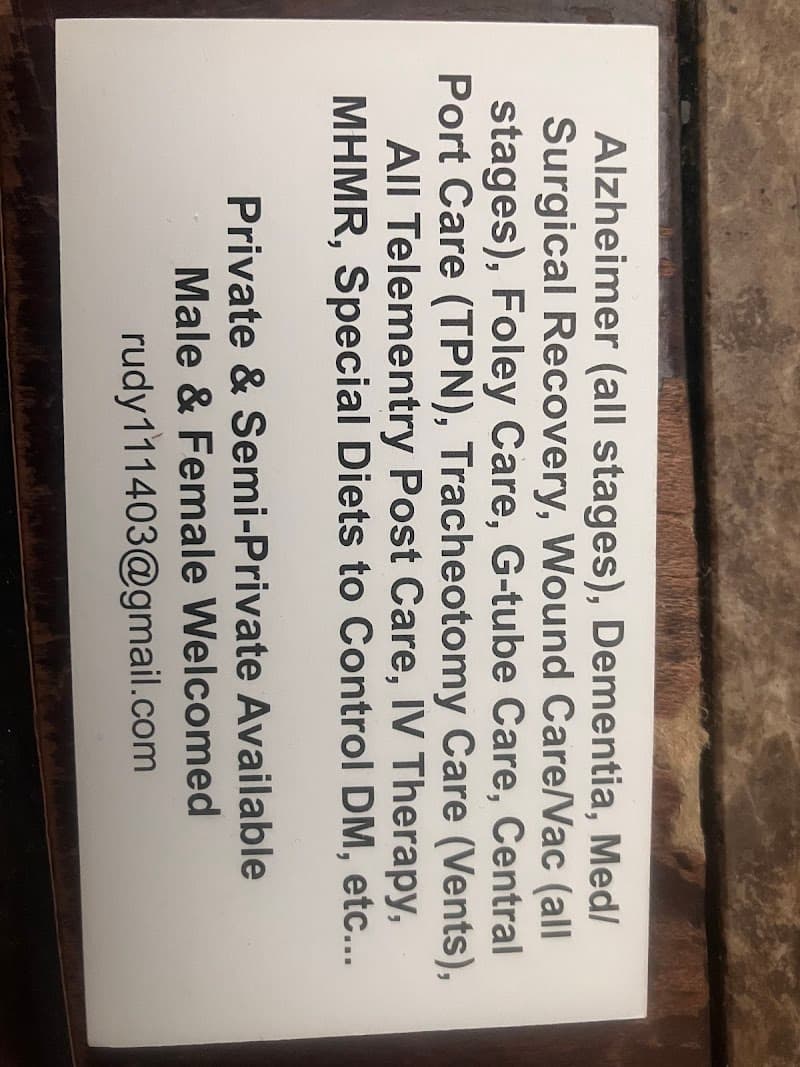 Alzheimer (all stages), Dementia, Med/
Surgical Recovery, Wound Care/Vac (all
stages), Foley Care, G-tube Care, Central
Port Care (TPN), Tracheotomy Care (Vents),
All Telementry Post Care, IV Therapy,
MHMR, Special Diets to Control DM, etc...
Private & Semi-Private Available
Male & Female Welcomed
rudy111403@gmail.com